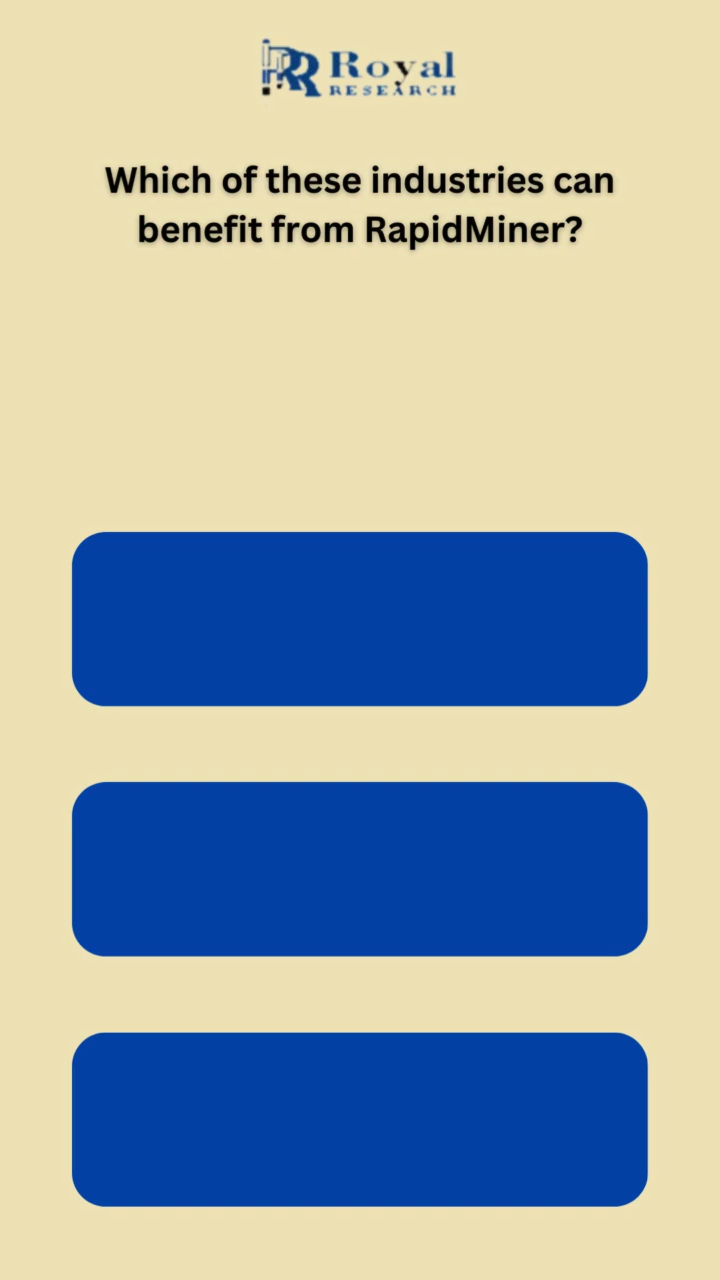 Royal
RESEARCH
Which of these industries can
benefit from RapidMiner?